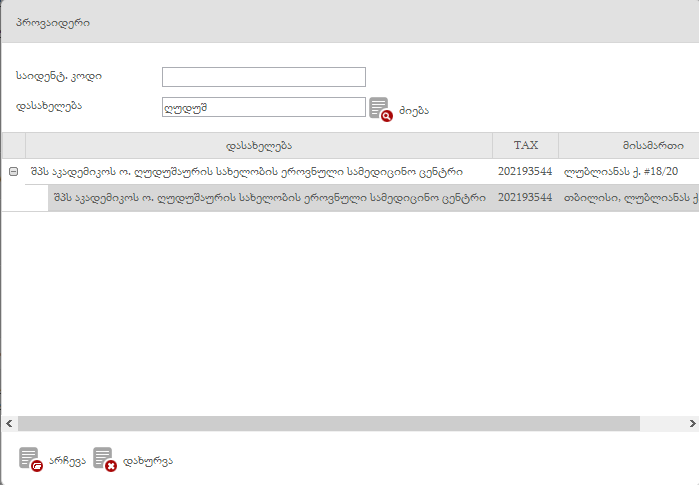 პროვაიდერი
საიდენტ. კოდი
დასახელება ღუდუშ ძიება
დასახელება TAX მისამართი
შპს აკადემიკოს ო. ღუდუშაურის სახელობის ეროვნული სამედიცინო ცენტრი 202193544 ლუბლიანას ქ. #18/20
შპს აკადემიკოს ო. ღუდუშაურის სახელობის ეროვნული სამედიცინო ცენტრი 202193544 თბილისი, ლუბლიანას ქ
არჩევა დახურვა